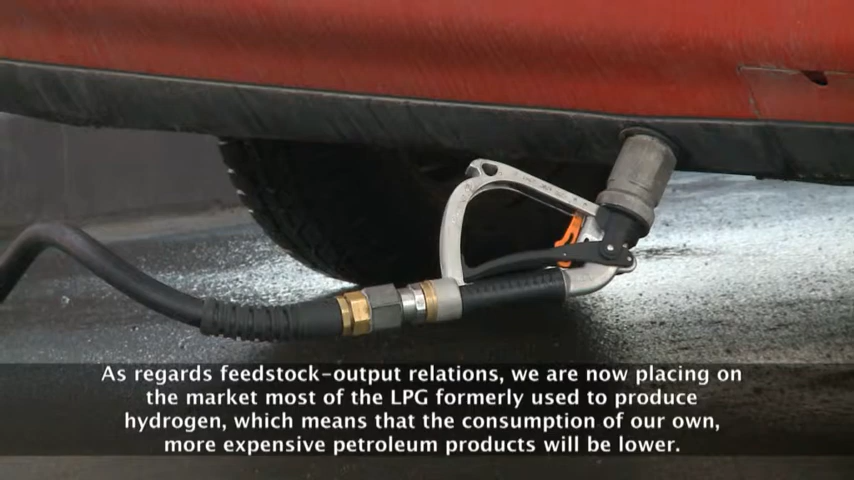 As regards feedstock-output relations, we are now placing on
the market most of the LPG formerly used to produce
hydrogen, which means that the consumption of our own,
more expensive petroleum products will be lower.